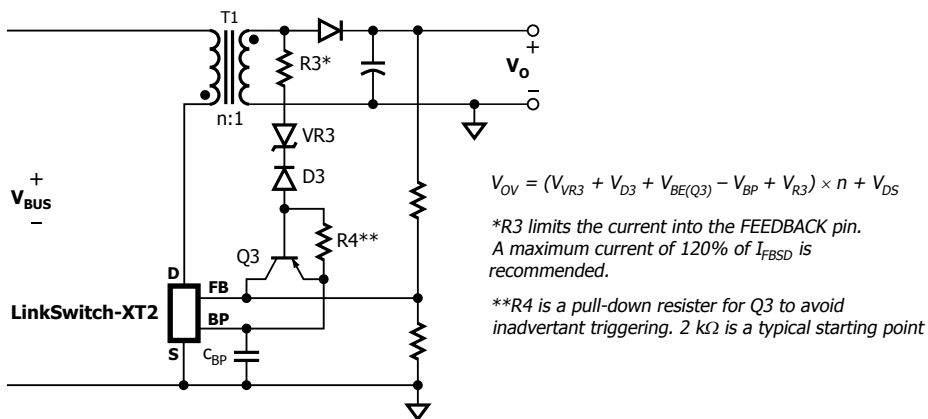 T1
R3*
+
V_O
–
n:1
VR3
D3
+
V_BUS
–
R4**
Q3
D
FB
LinkSwitch-XT2
BP
S
C_BP
V_OV = (V_VR3 + V_D3 + V_BE(Q3) – V_BP + V_R3) × n + V_DS
*R3 limits the current into the FEEDBACK pin.
A maximum current of 120% of I_FBSD is
recommended.
**R4 is a pull-down resister for Q3 to avoid
inadvertant triggering. 2 kΩ is a typical starting point